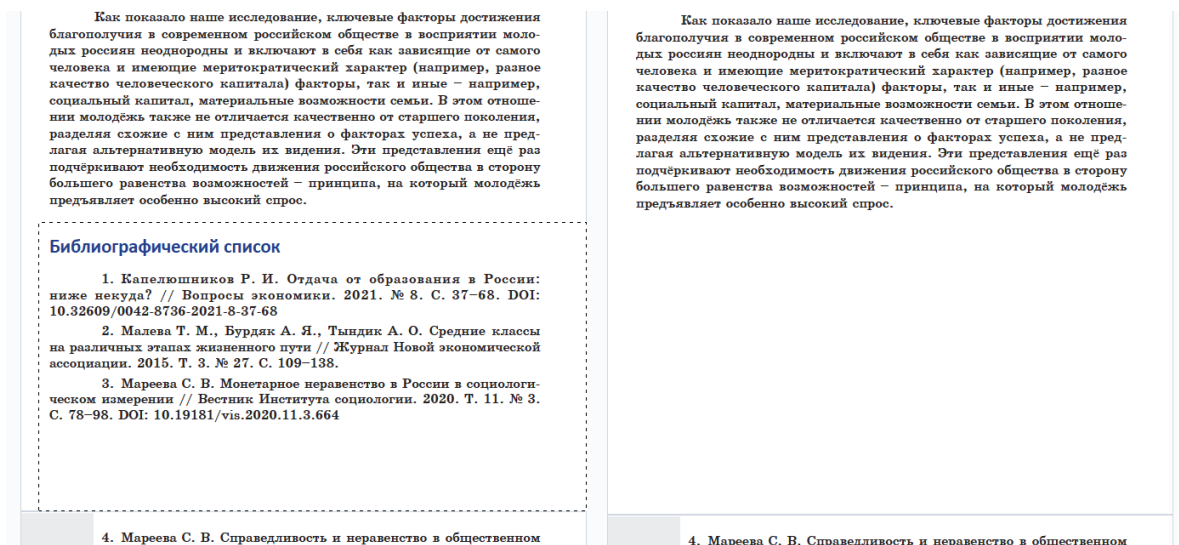 Как показало наше исследование, ключевые факторы достижения
благополучия в современном российском обществе в восприятии моло-
дых россиян неоднородны и включают в себя как зависящие от самого
человека и имеющие меритократический характер (например, разное
качество человеческого капитала) факторы, так и иные – например,
социальный капитал, материальные возможности семьи. В этом отноше-
нии молодёжь также не отличается качественно от старшего поколения,
разделяя схожие с ним представления о факторах успеха, а не пред-
лагая альтернативную модель их видения. Эти представления ещё раз
подчёркивают необходимость движения российского общества в сторону
большего равенства возможностей – принципа, на который молодёжь
предъявляет особенно высокий спрос.
Библиографический список
1. Капелюшников Р. И. Отдача от образования в России:
ниже некуда? // Вопросы экономики. 2021. № 8. С. 37–68. DOI:
10.32609/0042-8736-2021-8-37-68
2. Малева Т. М., Бурдяк А. Я., Тындик А. О. Средние классы
на различных этапах жизненного пути // Журнал Новой экономической
ассоциации. 2015. Т. 3. № 27. С. 109–138.
3. Мареева С. В. Монетарное неравенство в России в социологи-
ческом измерении // Вестник Института социологии. 2020. Т. 11. № 3.
С. 78–98. DOI: 10.19181/vis.2020.11.3.664
4. Мареева С. В. Справедливость и неравенство в общественном
Как показало наше исследование, ключевые факторы достижения
благополучия в современном российском обществе в восприятии моло-
дых россиян неоднородны и включают в себя как зависящие от самого
человека и имеющие меритократический характер (например, разное
качество человеческого капитала) факторы, так и иные – например,
социальный капитал, материальные возможности семьи. В этом отноше-
нии молодёжь также не отличается качественно от старшего поколения,
разделяя схожие с ним представления о факторах успеха, а не пред-
лагая альтернативную модель их видения. Эти представления ещё раз
подчёркивают необходимость движения российского общества в сторону
большего равенства возможностей – принципа, на который молодёжь
предъявляет особенно высокий спрос.
4. Мареева С. В. Справедливость и неравенство в общественном